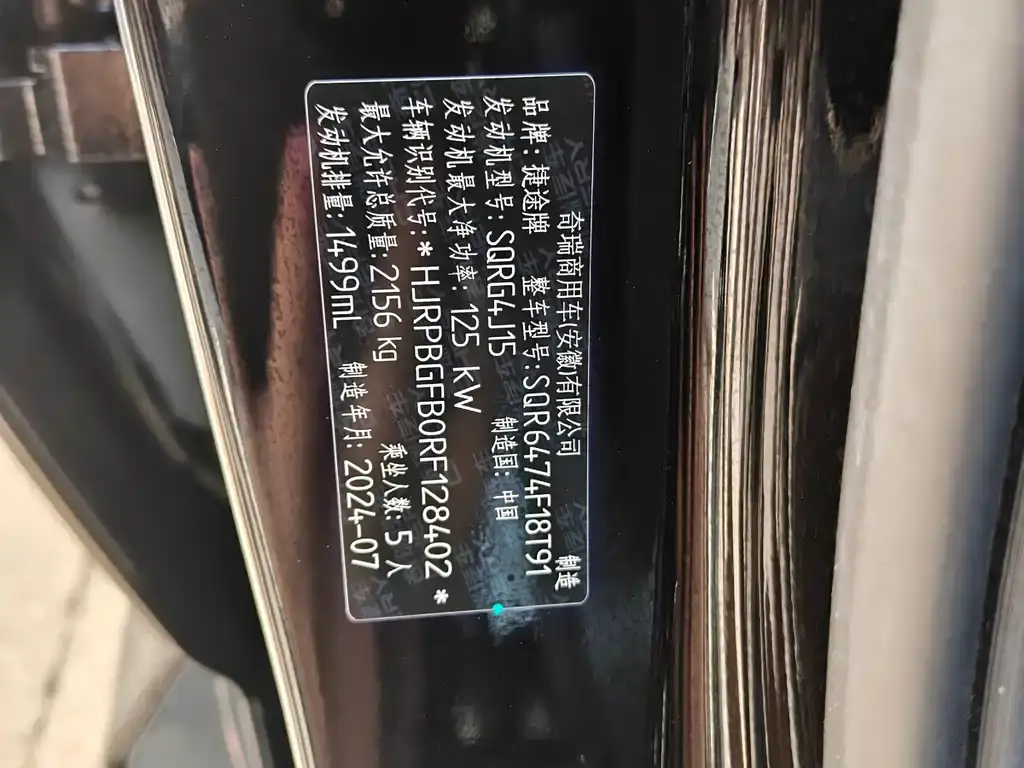 奇瑞商用车(安徽)有限公司 制造
品牌:捷途牌 整车型号:SQR6474F18T91
发动机型号:SQRG4J15 制造国:中国
发动机最大净功率:125 kW
车辆识别代号:*HJRPBGFB0RF128402*
最大允许总质量:2156 kg 乘坐人数:5人
发动机排量:1499mL 制造年月:2024-07